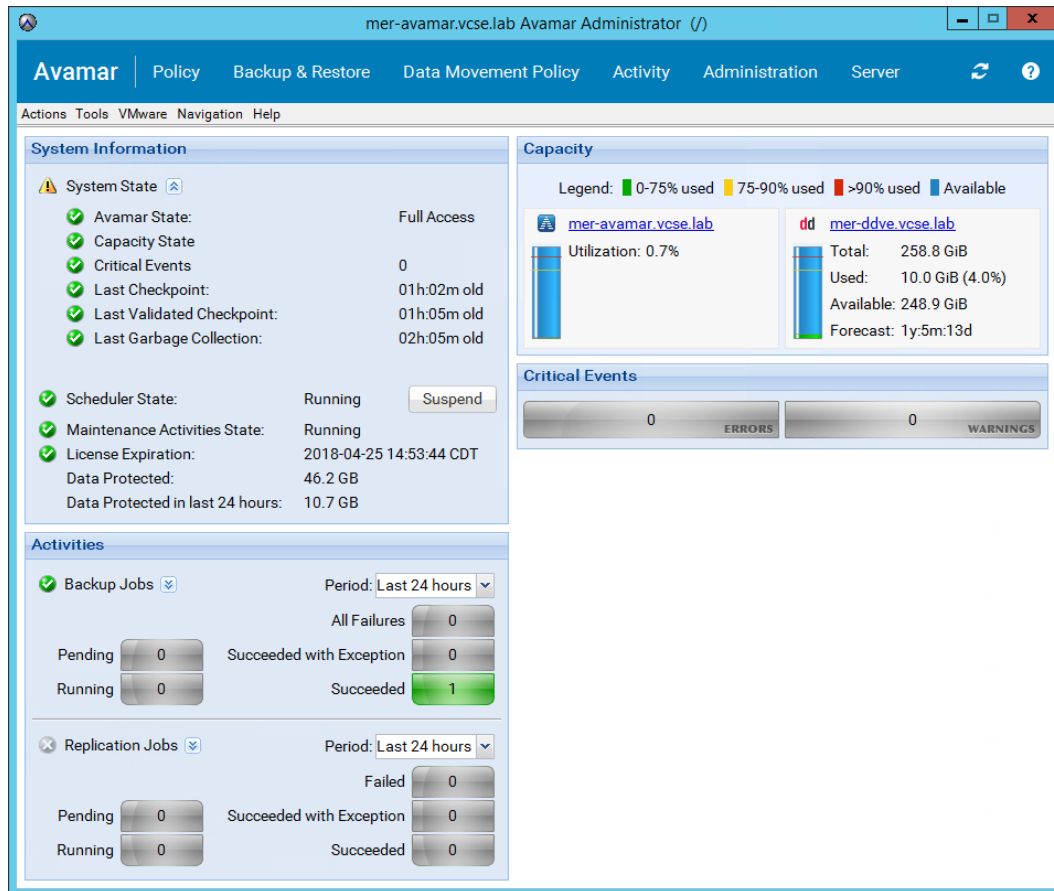 mer-avamar.vcse.lab Avamar Administrator (/)
Avamar Policy Backup & Restore Data Movement Policy Activity Administration Server
Actions Tools VMware Navigation Help
System Information
System State
Avamar State: Full Access
Capacity State
Critical Events 0
Last Checkpoint: 01h:02m old
Last Validated Checkpoint: 01h:05m old
Last Garbage Collection: 02h:05m old
Scheduler State: Running Suspend
Maintenance Activities State: Running
License Expiration: 2018-04-25 14:53:44 CDT
Data Protected: 46.2 GB
Data Protected in last 24 hours: 10.7 GB
Capacity
Legend: 0-75% used 75-90% used >90% used Available
mer-avamar.vcse.lab
Utilization: 0.7%
dd mer-ddve.vcse.lab
Total: 258.8 GiB
Used: 10.0 GiB (4.0%)
Available: 248.9 GiB
Forecast: 1y:5m:13d
Critical Events
0 ERRORS 0 WARNINGS
Activities
Backup Jobs Period: Last 24 hours
All Failures 0
Pending 0 Succeeded with Exception 0
Running 0 Succeeded 1
Replication Jobs Period: Last 24 hours
Failed 0
Pending 0 Succeeded with Exception 0
Running 0 Succeeded 0